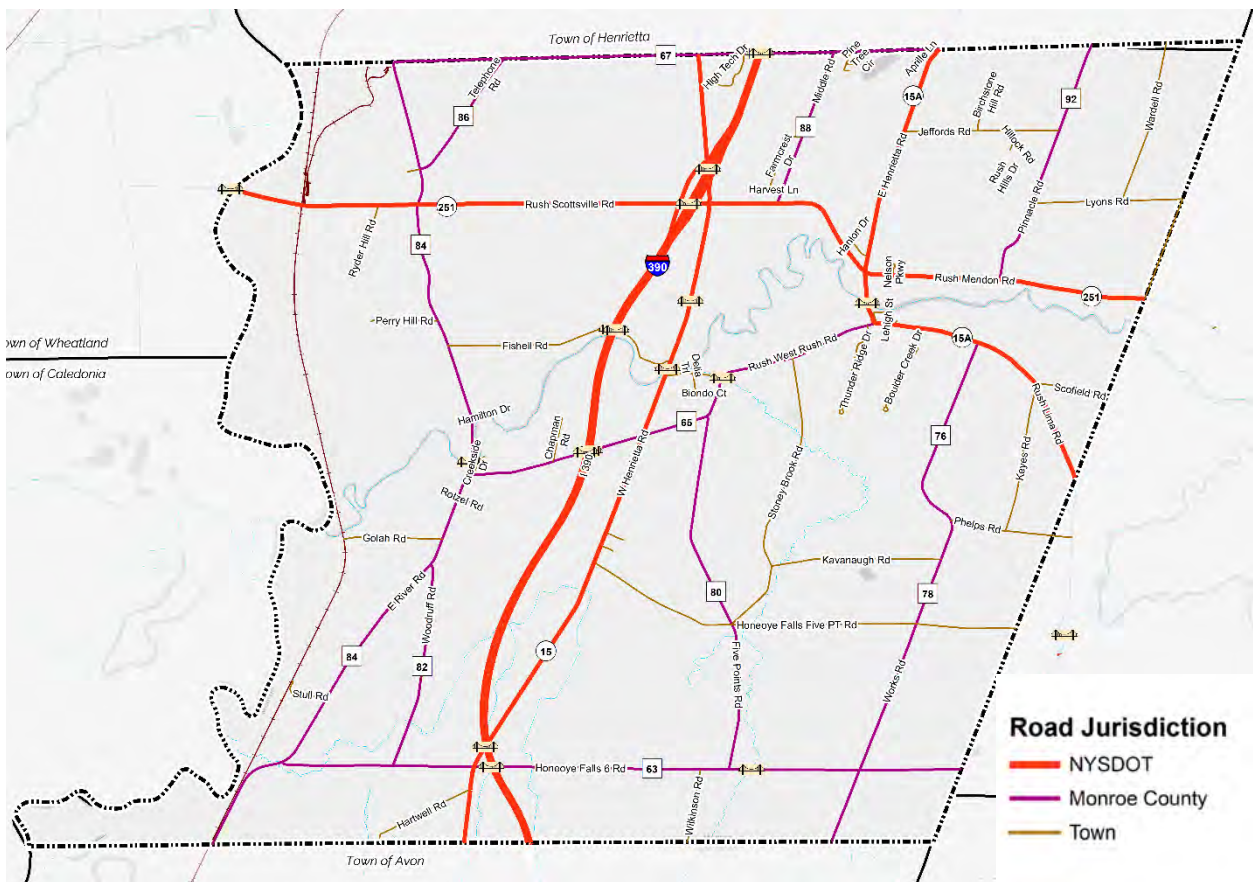 Town of Henrietta
67
High Tech Dr
Pine
Tree
Cir
Aprille Ln
Telephone
Rd
86
Middle Rd
88
15A
Birchstone
Hill Rd
92
Wardell Rd
Jeffords Rd
Hillock
Rd
Rush
Hills Dr
Farmcrest
Dr
E Henrietta Rd
Harvest Ln
251
Rush Scottsville Rd
Pinnacle Rd
Lyons Rd
Ryder Hill Rd
84
Hanlon Dr
390
Nelson
Pkwy
Rush Mendon Rd
251
Lehigh St
Perry Hill Rd
Fishell Rd
own of Wheatland
own of Caledonia
Rush West Rush Rd
15A
Delia
Trl
Biondo Ct
Thunder Ridge Dr
Boulder Creek Dr
Rush Lima Rd
Scofield Rd
Hamilton Dr
Creekside
Dr
Chapman
Rd
65
76
I 390
W Henrietta Rd
Stoney Brook Rd
Keyes Rd
Rotzel Rd
Phelps Rd
Golah Rd
Kavanaugh Rd
E River Rd
Woodruff Rd
80
78
Honeoye Falls Five PT Rd
15
84
82
Five Points Rd
Works Rd
Stull Rd
Honeoye Falls 6 Rd
63
Hartwell Rd
Wilkinson Rd
Town of Avon
Road Jurisdiction
NYSDOT
Monroe County
Town